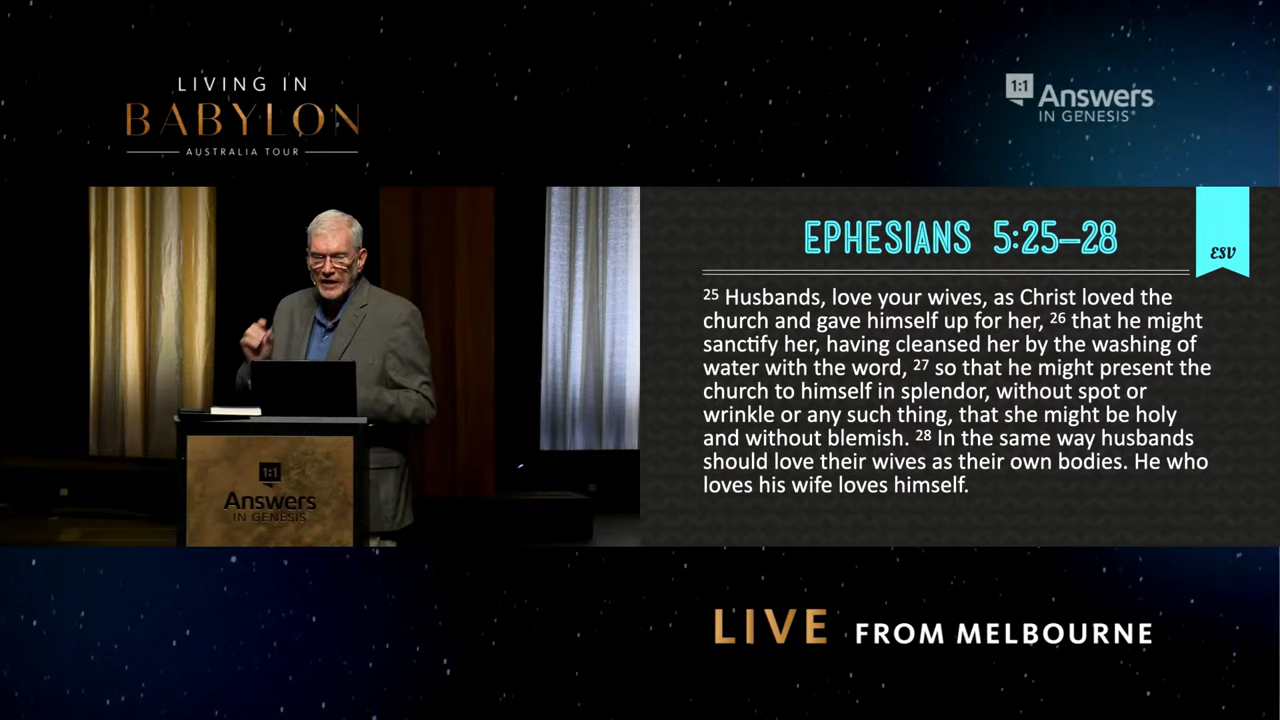 LIVING IN
BABYLON
AUSTRALIA TOUR
1:1
Answers
IN GENESIS®
EPHESIANS 5:25–28
ESV
25 Husbands, love your wives, as Christ loved the
church and gave himself up for her, 26 that he might
sanctify her, having cleansed her by the washing of
water with the word, 27 so that he might present the
church to himself in splendor, without spot or
wrinkle or any such thing, that she might be holy
and without blemish. 28 In the same way husbands
should love their wives as their own bodies. He who
loves his wife loves himself.
1:1
Answers
IN GENESIS
LIVE FROM MELBOURNE